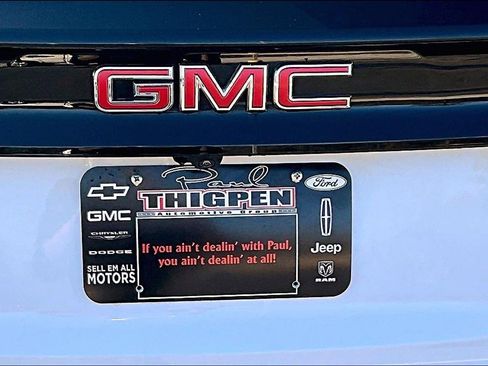 GMC
Paul
THIGPEN
Automotive Group
GMC
CHRYSLER
DODGE
SELL EM ALL
MOTORS
If you ain't dealin' with Paul,
you ain't dealin' at all!
Ford
Jeep
RAM